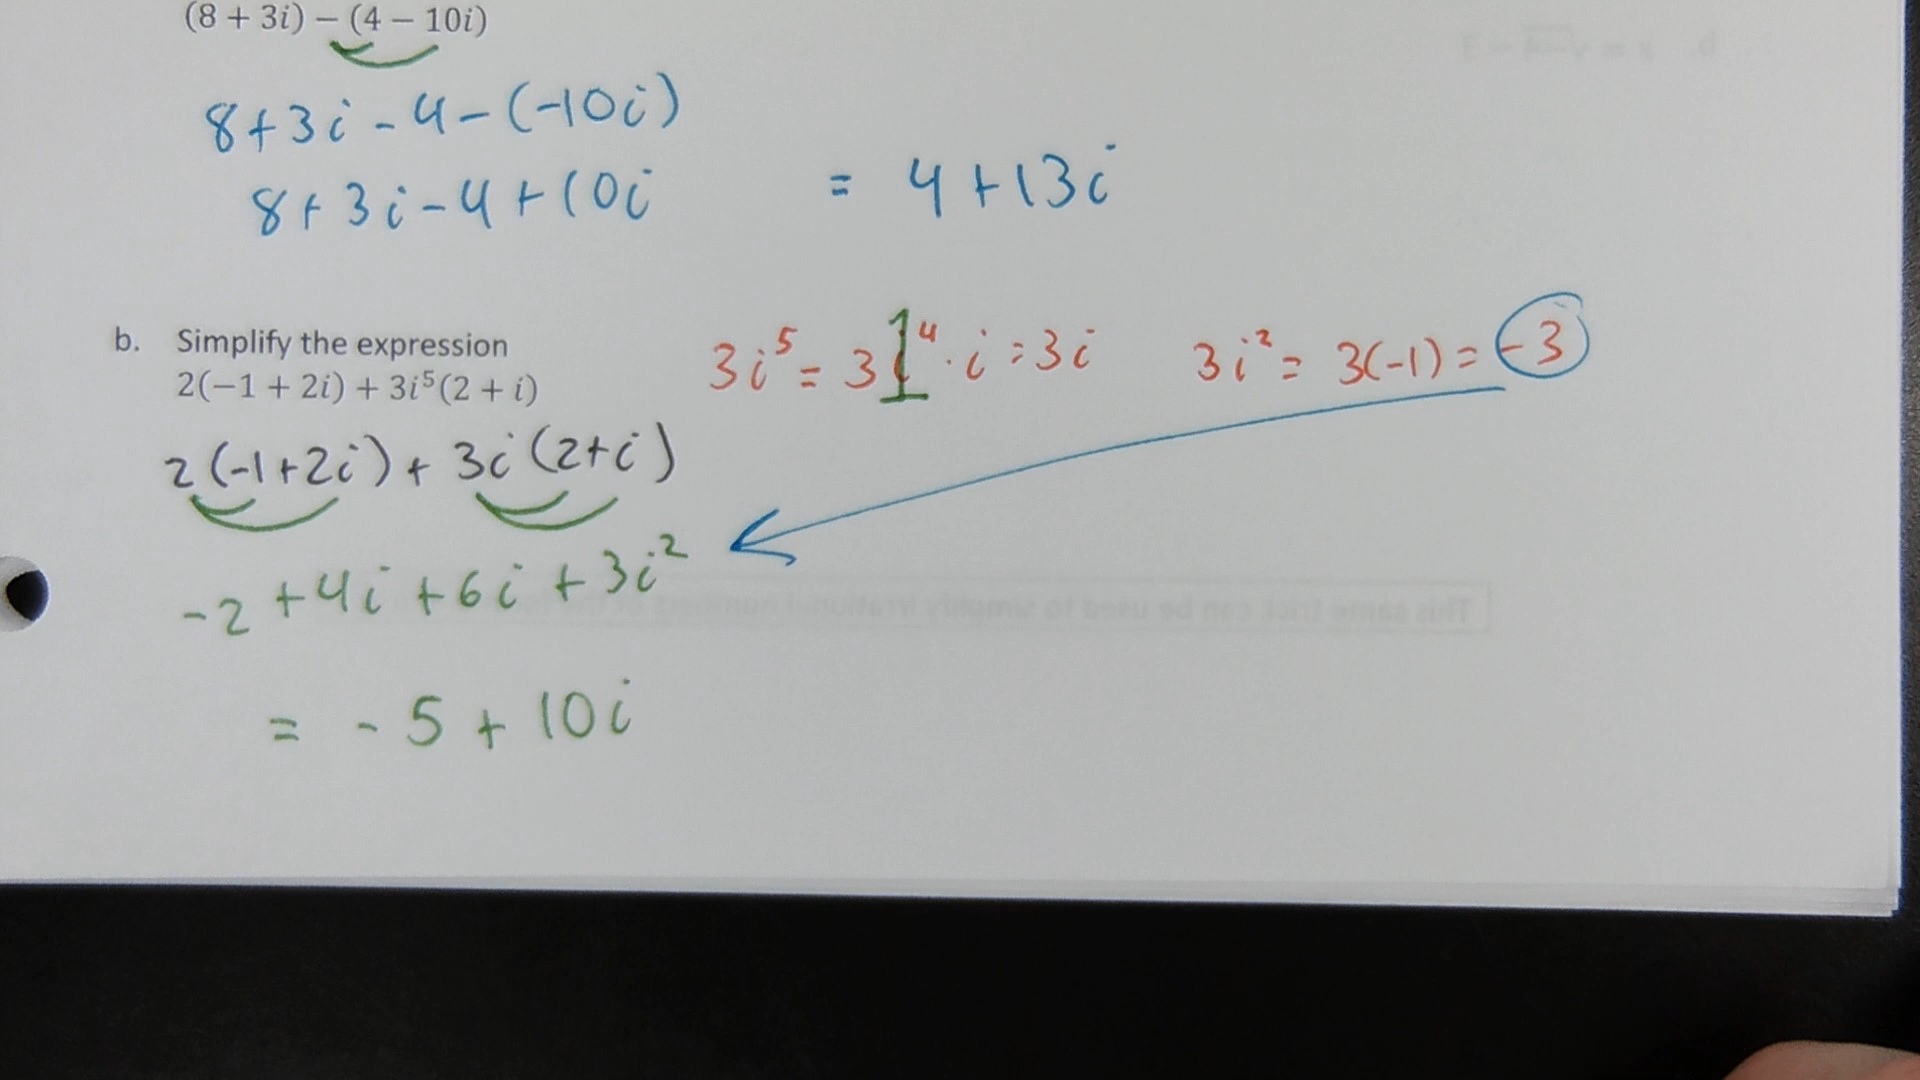 (8 + 3i) − (4 − 10i)
8+3i-4-(-10i)
8+3i-4+10i = 4+13i
b. Simplify the expression
2(−1 + 2i) + 3i⁵(2 + i)
3i⁵ = 3i⁴·i = 3i 3i² = 3(-1) = -3
1
2(-1+2i)+3i(2+i)
-2+4i+6i+3i²
= -5+10i